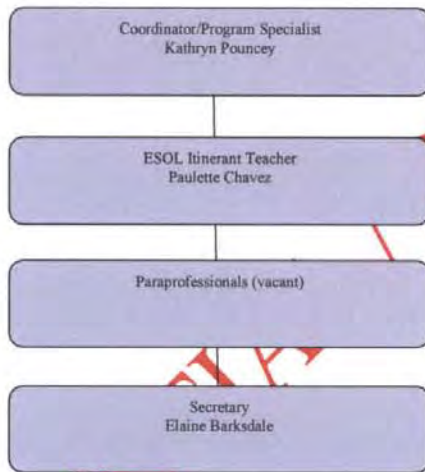 Coordinator/Program Specialist
Kathryn Pouncey
ESOL Itinerant Teacher
Paulette Chavez
Paraprofessionals (vacant)
Secretary
Elaine Barksdale